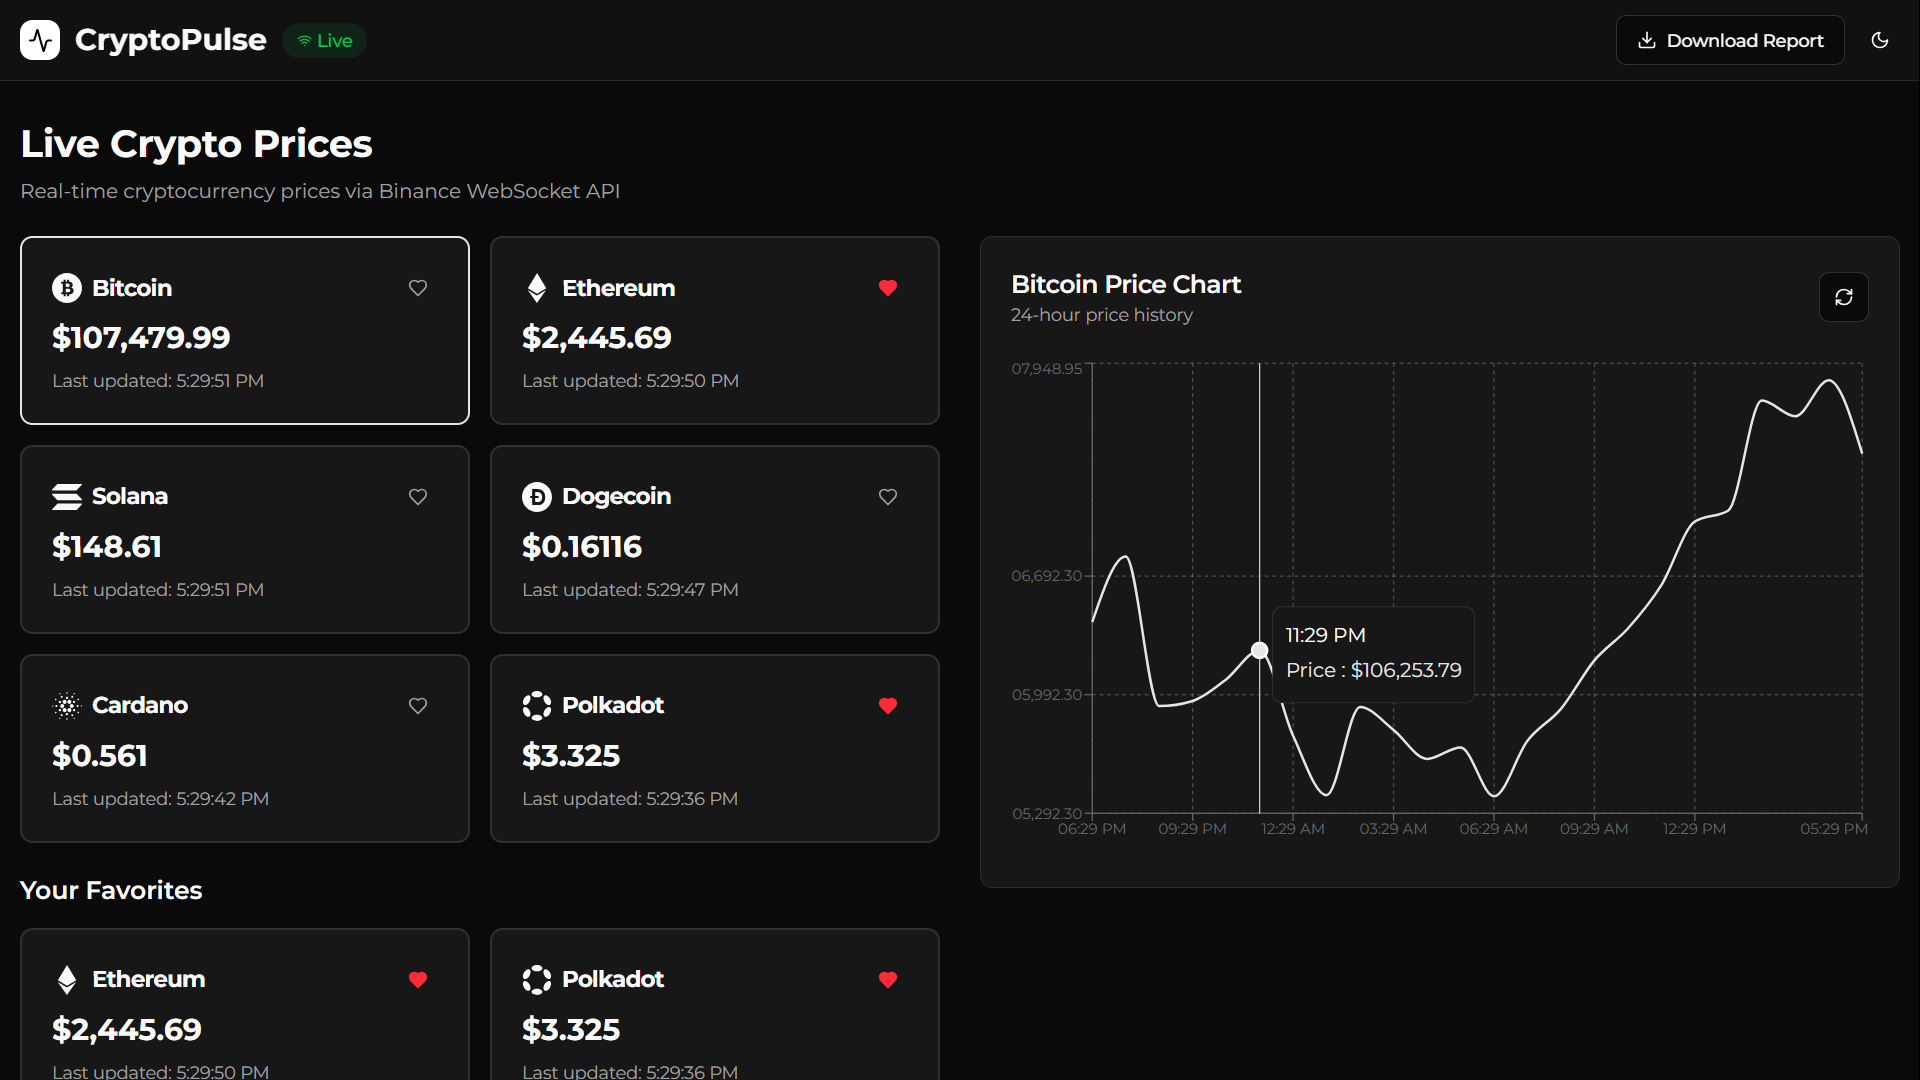 CryptoPulse
Live
Download Report
Live Crypto Prices
Real-time cryptocurrency prices via Binance WebSocket API
Bitcoin
$107,479.99
Last updated: 5:29:51 PM
Ethereum
$2,445.69
Last updated: 5:29:50 PM
Solana
$148.61
Last updated: 5:29:51 PM
Dogecoin
$0.16116
Last updated: 5:29:47 PM
Cardano
$0.561
Last updated: 5:29:42 PM
Polkadot
$3.325
Last updated: 5:29:36 PM
Your Favorites
Ethereum
$2,445.69
Last updated: 5:29:50 PM
Polkadot
$3.325
Last updated: 5:29:36 PM
Bitcoin Price Chart
24-hour price history
07,948.95
06,692.30
05,992.30
05,292.30
11:29 PM
Price : $106,253.79
06:29 PM
09:29 PM
12:29 AM
03:29 AM
06:29 AM
09:29 AM
12:29 PM
05:29 PM